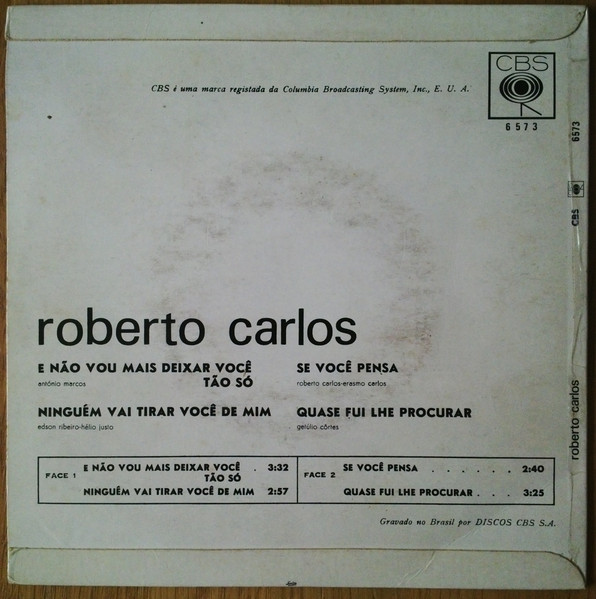 CBS é uma marca registada da Columbia Broadcasting System, Inc., E. U. A.
CBS
6573
6573
CBS
roberto carlos
E NÃO VOU MAIS DEIXAR VOCÊ
TÃO SÓ
antónio marcos
SE VOCÊ PENSA
roberto carlos-erasmo carlos
NINGUÉM VAI TIRAR VOCÊ DE MIM
edson ribeiro-hélio justo
QUASE FUI LHE PROCURAR
getúlio côrtes
roberto carlos
FACE 1
E NÃO VOU MAIS DEIXAR VOCÊ . 3:32
TÃO SÓ
NINGUÉM VAI TIRAR VOCÊ DE MIM 2:57
FACE 2
SE VOCÊ PENSA . . . . . . 2:40
QUASE FUI LHE PROCURAR . . . 3:25
Gravado no Brasil por DISCOS CBS S.A.